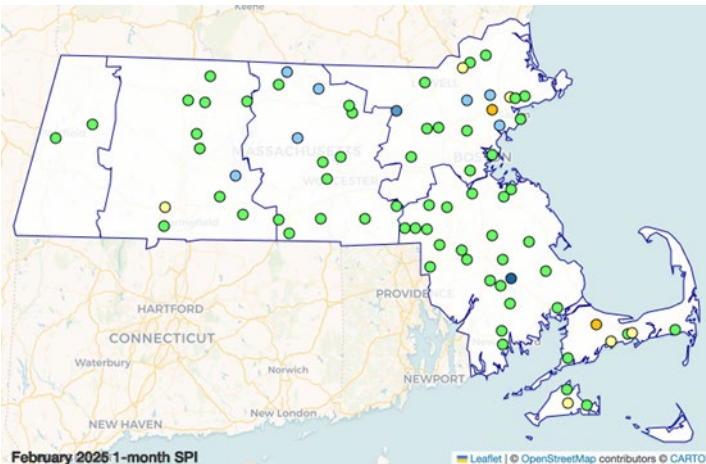 Keene
LOWELL
MASSACHUSETTS
BOSTON
WORCESTER
Springfield
PROVIDENCE
HARTFORD
CONNECTICUT
Waterbury
Norwich
NEWPORT
New London
NEW HAVEN
February 2025 1-month SPI
Leaflet | © OpenStreetMap contributors © CARTO